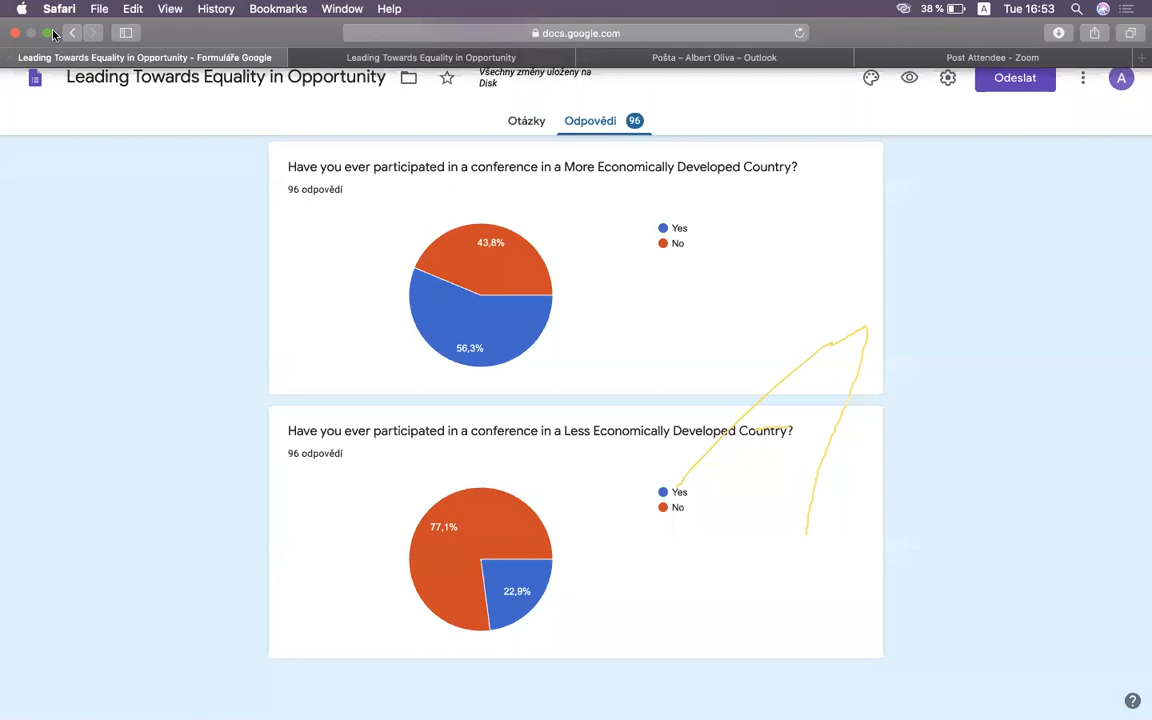 Safari File Edit View History Bookmarks Window Help 38 % A Tue 16:53
docs.google.com
Leading Towards Equality in Opportunity - Formuláře Google Leading Towards Equality in Opportunity Pošta – Albert Oliva – Outlook Post Attendee - Zoom
Leading Towards Equality in Opportunity Všechny změny uloženy na Disk Odeslat A
Otázky Odpovědi 96
Have you ever participated in a conference in a More Economically Developed Country?
96 odpovědí
43,8%
56,3%
Yes
No
Have you ever participated in a conference in a Less Economically Developed Country?
96 odpovědí
77,1%
22,9%
Yes
No